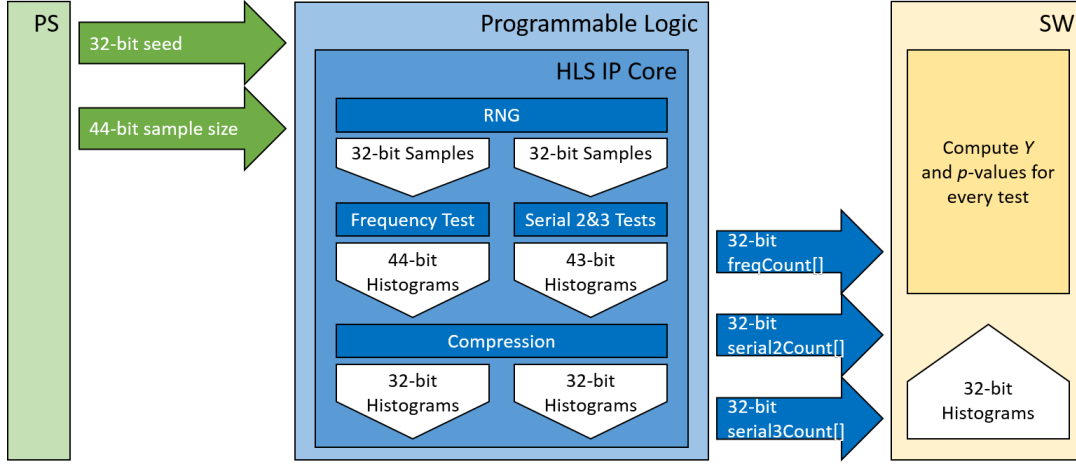 PS
32-bit seed
44-bit sample size
Programmable Logic
HLS IP Core
RNG
32-bit Samples
32-bit Samples
Frequency Test
Serial 2&3 Tests
44-bit
Histograms
43-bit
Histograms
Compression
32-bit
Histograms
32-bit
Histograms
32-bit
freqCount[]
32-bit
serial2Count[]
32-bit
serial3Count[]
SW
Compute Y
and p-values for
every test
32-bit
Histograms